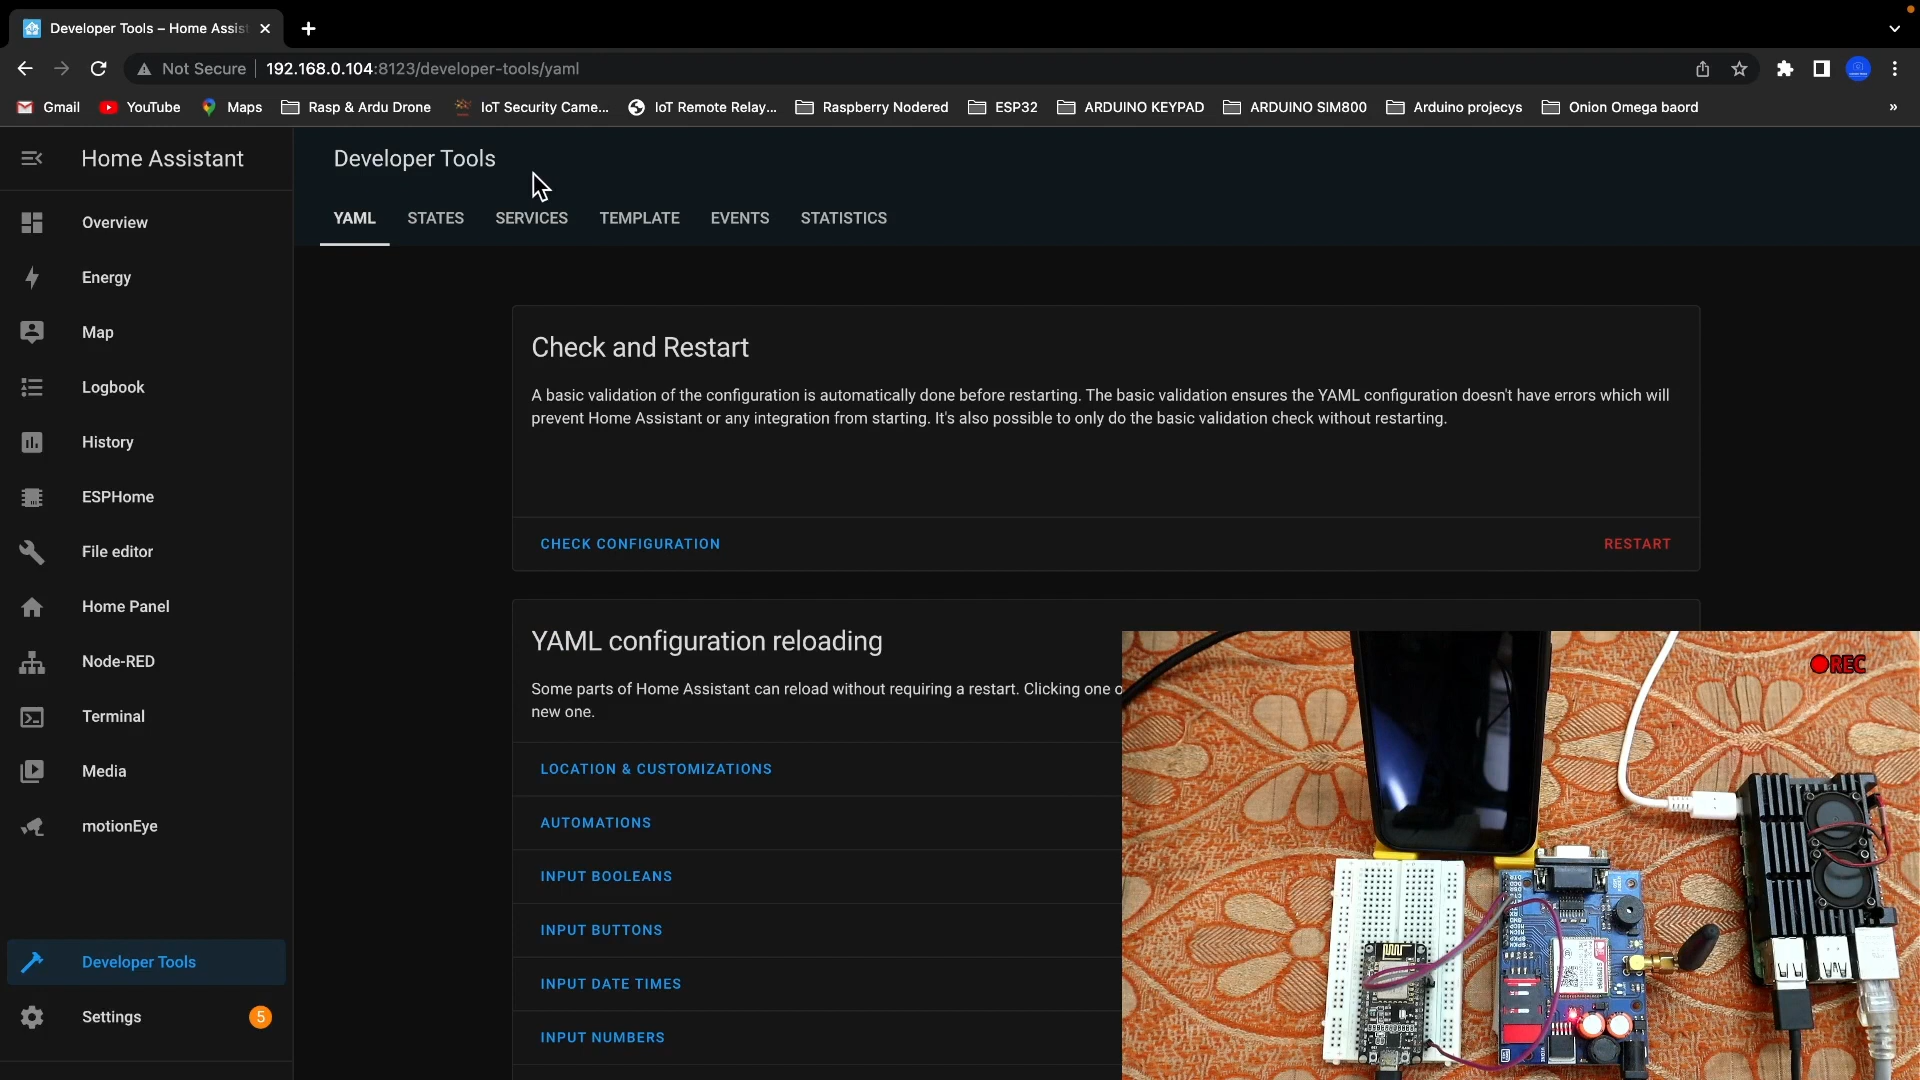 Developer Tools – Home Assis
Not Secure
192.168.0.104:8123/developer-tools/yaml
Gmail
YouTube
Maps
Rasp & Ardu Drone
IoT Security Came...
IoT Remote Relay...
Raspberry Nodered
ESP32
ARDUINO KEYPAD
ARDUINO SIM800
Arduino projecys
Onion Omega baord
»
Home Assistant
Overview
Energy
Map
Logbook
History
ESPHome
File editor
Home Panel
Node-RED
Terminal
Media
motionEye
Developer Tools
Settings
5
Developer Tools
YAML
STATES
SERVICES
TEMPLATE
EVENTS
STATISTICS
Check and Restart
A basic validation of the configuration is automatically done before restarting. The basic validation ensures the YAML configuration doesn't have errors which will
prevent Home Assistant or any integration from starting. It's also possible to only do the basic validation check without restarting.
CHECK CONFIGURATION
RESTART
YAML configuration reloading
Some parts of Home Assistant can reload without requiring a restart. Clicking one o
new one.
LOCATION & CUSTOMIZATIONS
AUTOMATIONS
INPUT BOOLEANS
INPUT BUTTONS
INPUT DATE TIMES
INPUT NUMBERS
REC